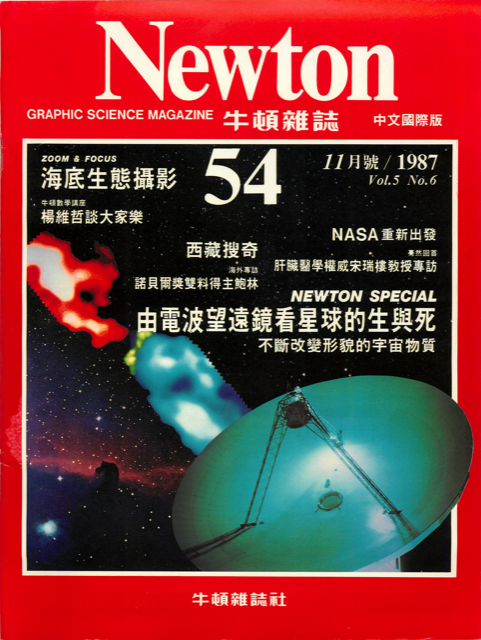 Newton
GRAPHIC SCIENCE MAGAZINE 牛頓雜誌 中文國際版
ZOOM & FOCUS
海底生態攝影
54
11月號 / 1987
Vol.5 No.6
牛頓數學講座
楊維哲談大家樂
NASA 重新出發
西藏搜奇
驀然回首
肝臟醫學權威宋瑞樓教授專訪
海外專訪
諾貝爾獎雙料得主鮑林
NEWTON SPECIAL
由電波望遠鏡看星球的生與死
不斷改變形貌的宇宙物質
牛頓雜誌社